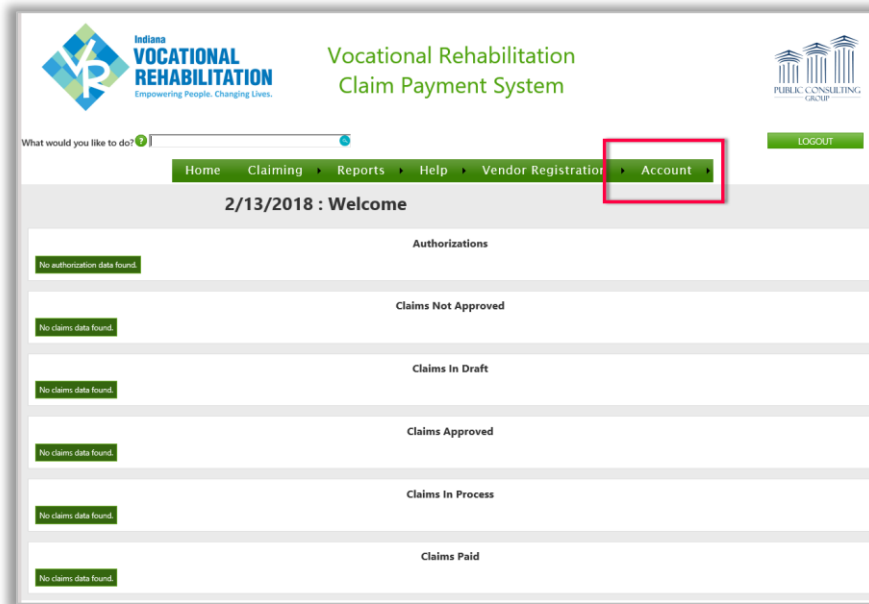 Indiana
VOCATIONAL
REHABILITATION
Empowering People. Changing Lives.
VR
Vocational Rehabilitation
Claim Payment System
PUBLIC CONSULTING
GROUP
What would you like to do? ?
LOGOUT
Home Claiming Reports Help Vendor Registration Account
2/13/2018 : Welcome
Authorizations
No authorization data found.
Claims Not Approved
No claims data found.
Claims In Draft
No claims data found.
Claims Approved
No claims data found.
Claims In Process
No claims data found.
Claims Paid
No claims data found.